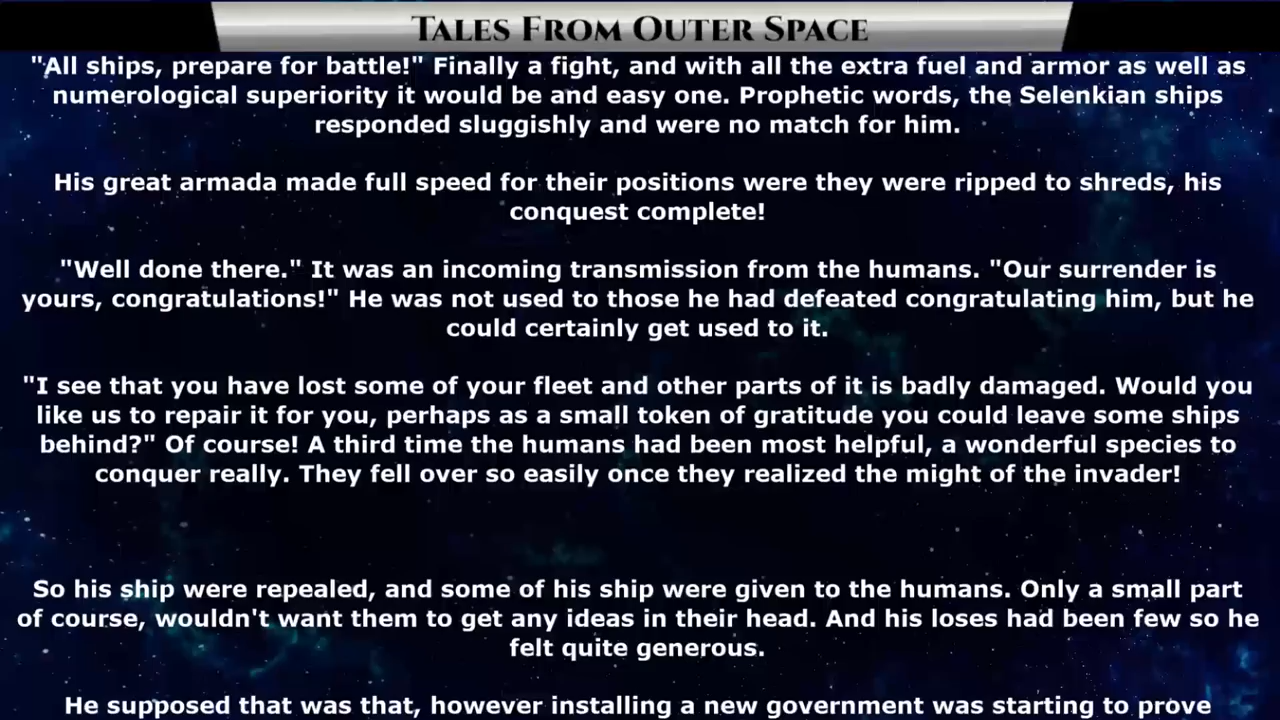 Tales From Outer Space
"All ships, prepare for battle!" Finally a fight, and with all the extra fuel and armor as well as
numerological superiority it would be and easy one. Prophetic words, the Selenkian ships
responded sluggishly and were no match for him.
His great armada made full speed for their positions were they were ripped to shreds, his
conquest complete!
"Well done there." It was an incoming transmission from the humans. "Our surrender is
yours, congratulations!" He was not used to those he had defeated congratulating him, but he
could certainly get used to it.
"I see that you have lost some of your fleet and other parts of it is badly damaged. Would you
like us to repair it for you, perhaps as a small token of gratitude you could leave some ships
behind?" Of course! A third time the humans had been most helpful, a wonderful species to
conquer really. They fell over so easily once they realized the might of the invader!
So his ship were repealed, and some of his ship were given to the humans. Only a small part
of course, wouldn't want them to get any ideas in their head. And his loses had been few so he
felt quite generous.
He supposed that was that, however installing a new government was starting to prove